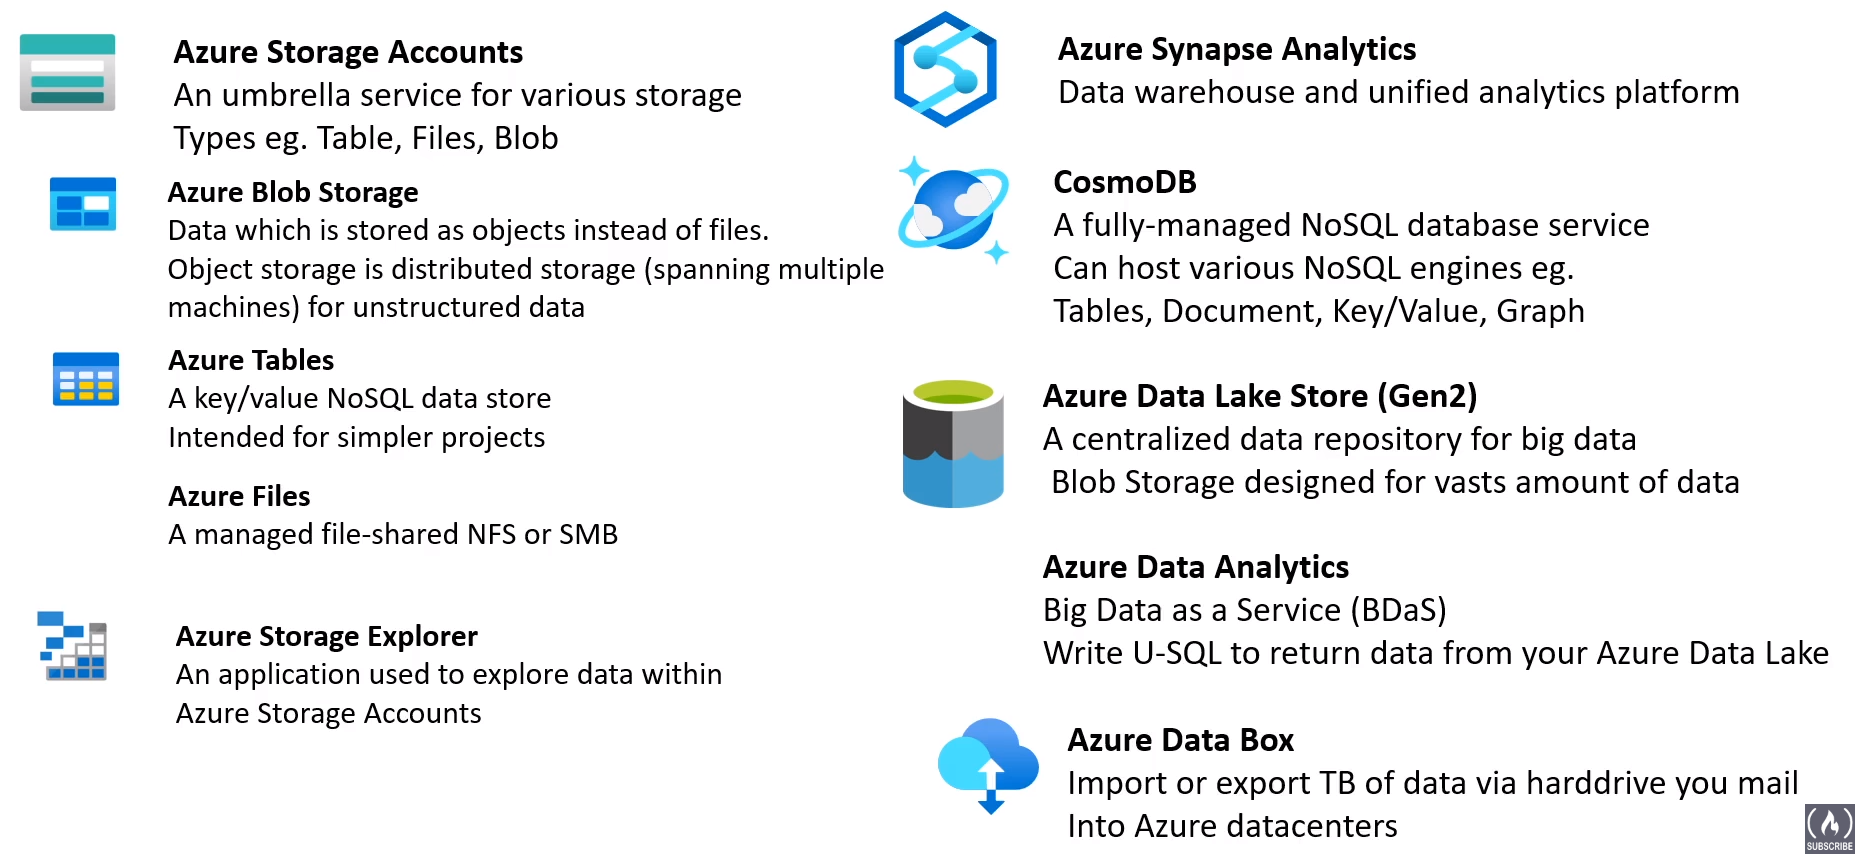 Azure Storage Accounts
An umbrella service for various storage
Types eg. Table, Files, Blob
Azure Blob Storage
Data which is stored as objects instead of files.
Object storage is distributed storage (spanning multiple
machines) for unstructured data
Azure Tables
A key/value NoSQL data store
Intended for simpler projects
Azure Files
A managed file-shared NFS or SMB
Azure Storage Explorer
An application used to explore data within
Azure Storage Accounts
Azure Synapse Analytics
Data warehouse and unified analytics platform
CosmoDB
A fully-managed NoSQL database service
Can host various NoSQL engines eg.
Tables, Document, Key/Value, Graph
Azure Data Lake Store (Gen2)
A centralized data repository for big data
Blob Storage designed for vasts amount of data
Azure Data Analytics
Big Data as a Service (BDaS)
Write U-SQL to return data from your Azure Data Lake
Azure Data Box
Import or export TB of data via harddrive you mail
Into Azure datacenters
SUBSCRIBE